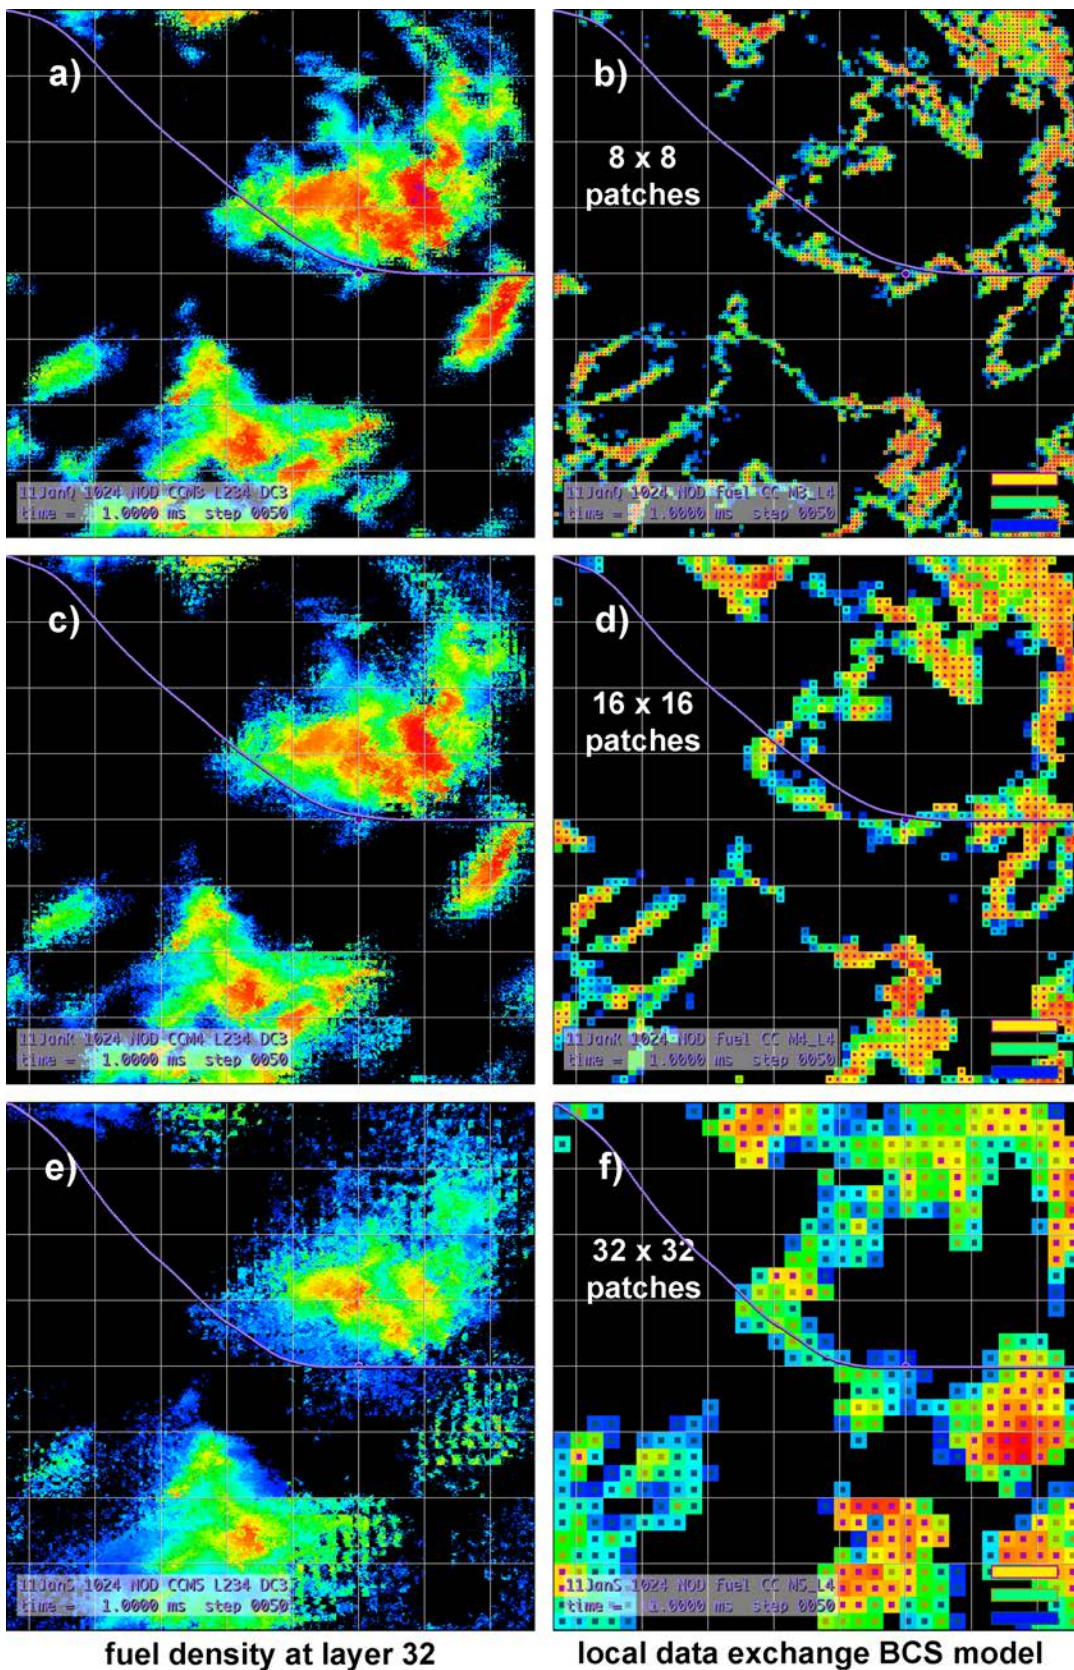 a)
b)
8 x 8
patches
11JanQ 1024 NOD CCM3 L234 DC3
time = 1.0000 ms step 0050
11JanQ 1024 NOD Fuel CC M3_L4
time = 1.0000 ms step 0050
c)
d)
16 x 16
patches
11JanR 1024 NOD CCM4 L234 DC3
time = 1.0000 ms step 0050
11JanR 1024 NOD Fuel CC M4_L4
time = 1.0000 ms step 0050
e)
f)
32 x 32
patches
11JanS 1024 NOD CCM5 L234 DC3
time = 1.0000 ms step 0050
11JanS 1024 NOD Fuel CC M5_L4
time = 1.0000 ms step 0050
fuel density at layer 32
local data exchange BCS model